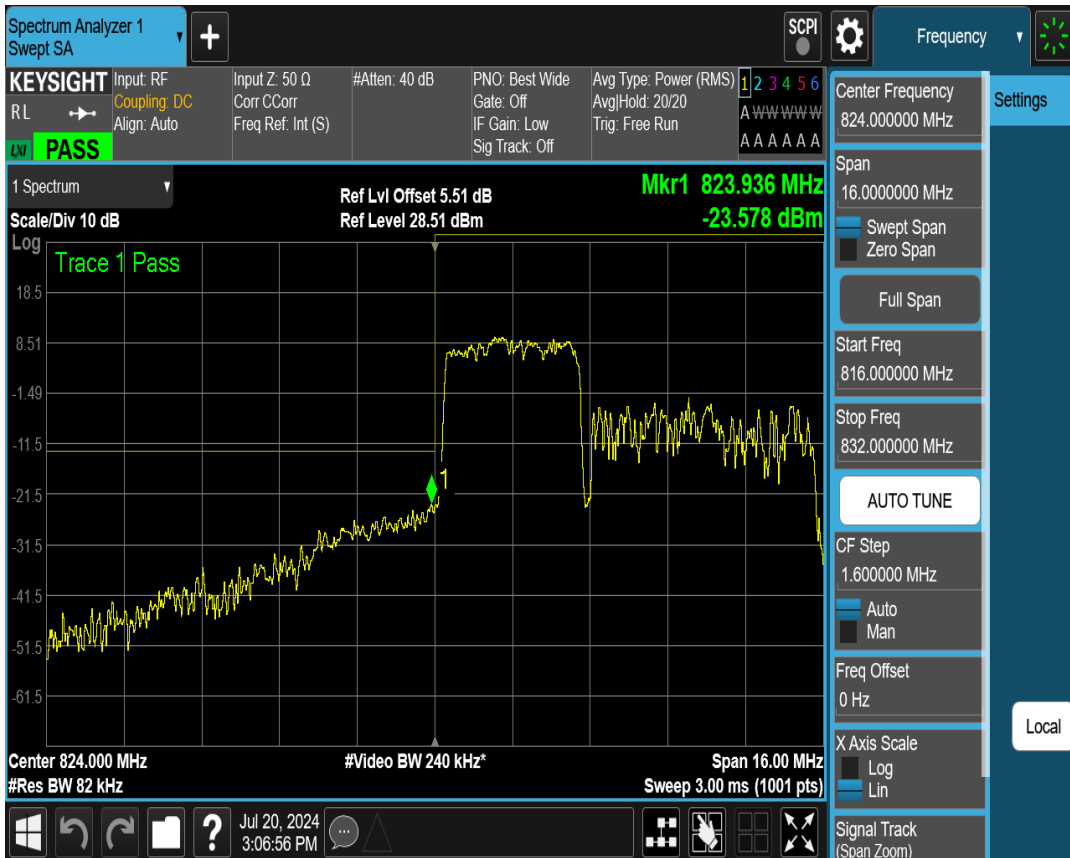 Spectrum Analyzer 1
Swept SA
SCPI
Frequency
KEYSIGHT
RL
LXI
PASS
Input: RF
Coupling: DC
Align: Auto
Input Z: 50 Ω
Corr CCorr
Freq Ref: Int (S)
#Atten: 40 dB
PNO: Best Wide
Gate: Off
IF Gain: Low
Sig Track: Off
Avg Type: Power (RMS)
Avg|Hold: 20/20
Trig: Free Run
1 2 3 4 5 6
A W W W W W
A A A A A A
1 Spectrum
Scale/Div 10 dB
Ref Lvl Offset 5.51 dB
Ref Level 28.51 dBm
Mkr1 823.936 MHz
-23.578 dBm
Log
Trace 1 Pass
18.5
8.51
-1.49
-11.5
-21.5
-31.5
-41.5
-51.5
-61.5
1
Center 824.000 MHz
#Res BW 82 kHz
#Video BW 240 kHz*
Span 16.00 MHz
Sweep 3.00 ms (1001 pts)
Jul 20, 2024
3:06:56 PM
Center Frequency
824.000000 MHz
Span
16.0000000 MHz
Swept Span
Zero Span
Full Span
Start Freq
816.000000 MHz
Stop Freq
832.000000 MHz
AUTO TUNE
CF Step
1.600000 MHz
Auto
Man
Freq Offset
0 Hz
X Axis Scale
Log
Lin
Signal Track
(Span Zoom)
Settings
Local